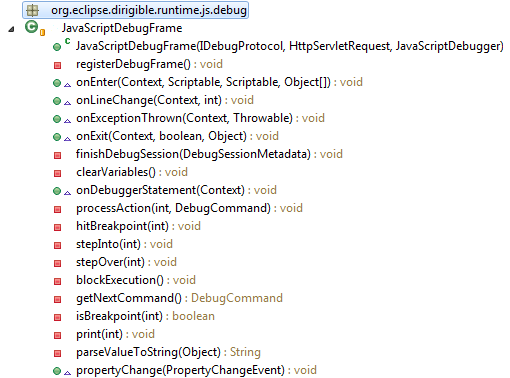 org.eclipse.dirigible.runtime.js.debug
JavaScriptDebugFrame
JavaScriptDebugFrame(IDebugProtocol, HttpServletRequest, JavaScriptDebugger)
registerDebugFrame() : void
onEnter(Context, Scriptable, Scriptable, Object[]) : void
onLineChange(Context, int) : void
onExceptionThrown(Context, Throwable) : void
onExit(Context, boolean, Object) : void
finishDebugSession(DebugSessionMetadata) : void
clearVariables() : void
onDebuggerStatement(Context) : void
processAction(int, DebugCommand) : void
hitBreakpoint(int) : void
stepInto(int) : void
stepOver(int) : void
blockExecution() : void
getNextCommand() : DebugCommand
isBreakpoint(int) : boolean
print(int) : void
parseValueToString(Object) : String
propertyChange(PropertyChangeEvent) : void